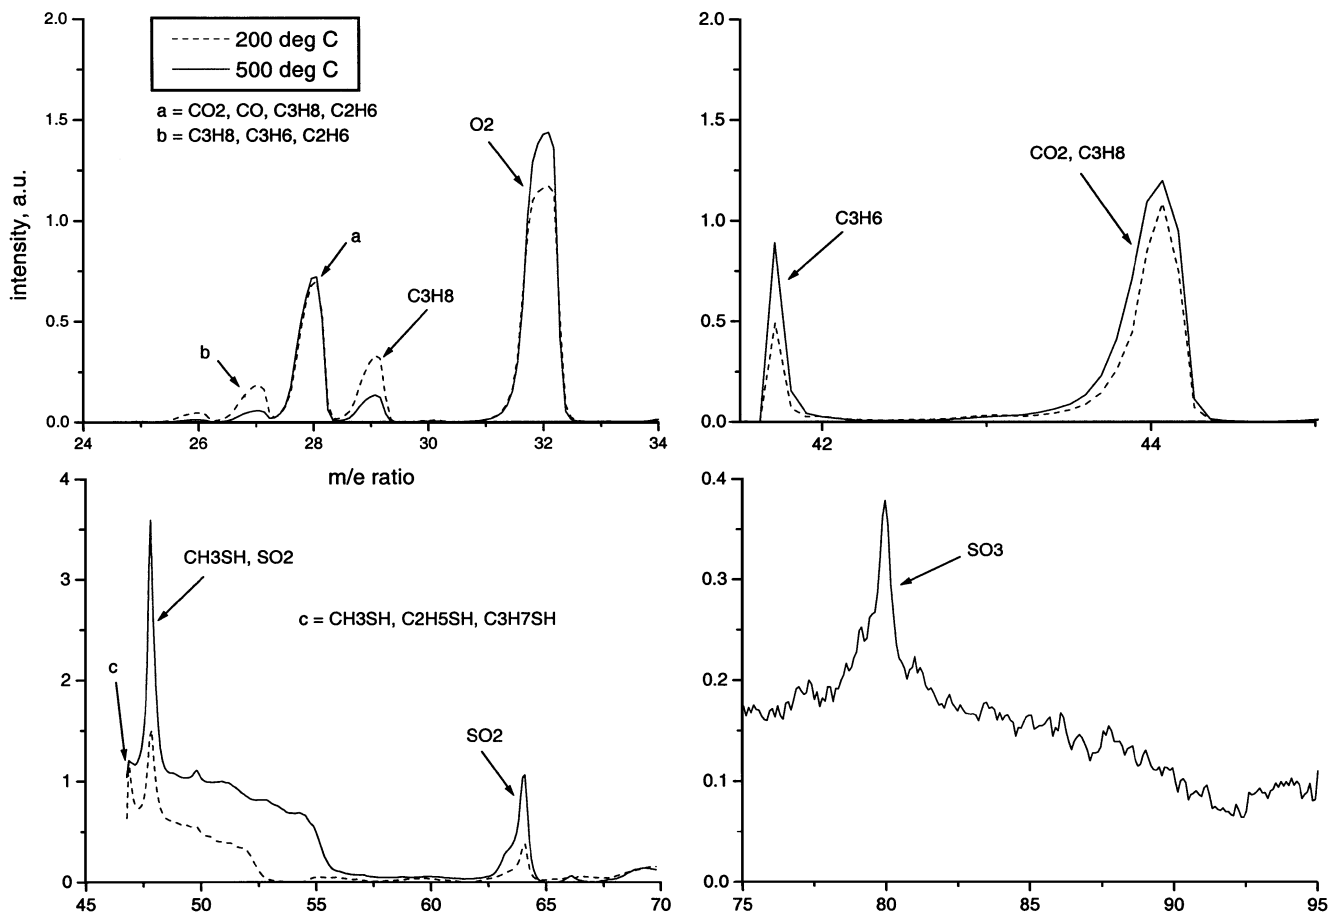 2.0
200 deg C
500 deg C
a = CO2, CO, C3H8, C2H6
b = C3H8, C3H6, C2H6
1.5
O2
1.0
a
C3H8
0.5
b
0.0
24
26
28
30
32
34
intensity, a.u.
m/e ratio
2.0
1.5
CO2, C3H8
1.0
C3H6
0.5
0.0
42
44
4
CH3SH, SO2
3
c = CH3SH, C2H5SH, C3H7SH
c
2
SO2
1
0
45
50
55
60
65
70
0.4
SO3
0.3
0.2
0.1
0.0
75
80
85
90
95